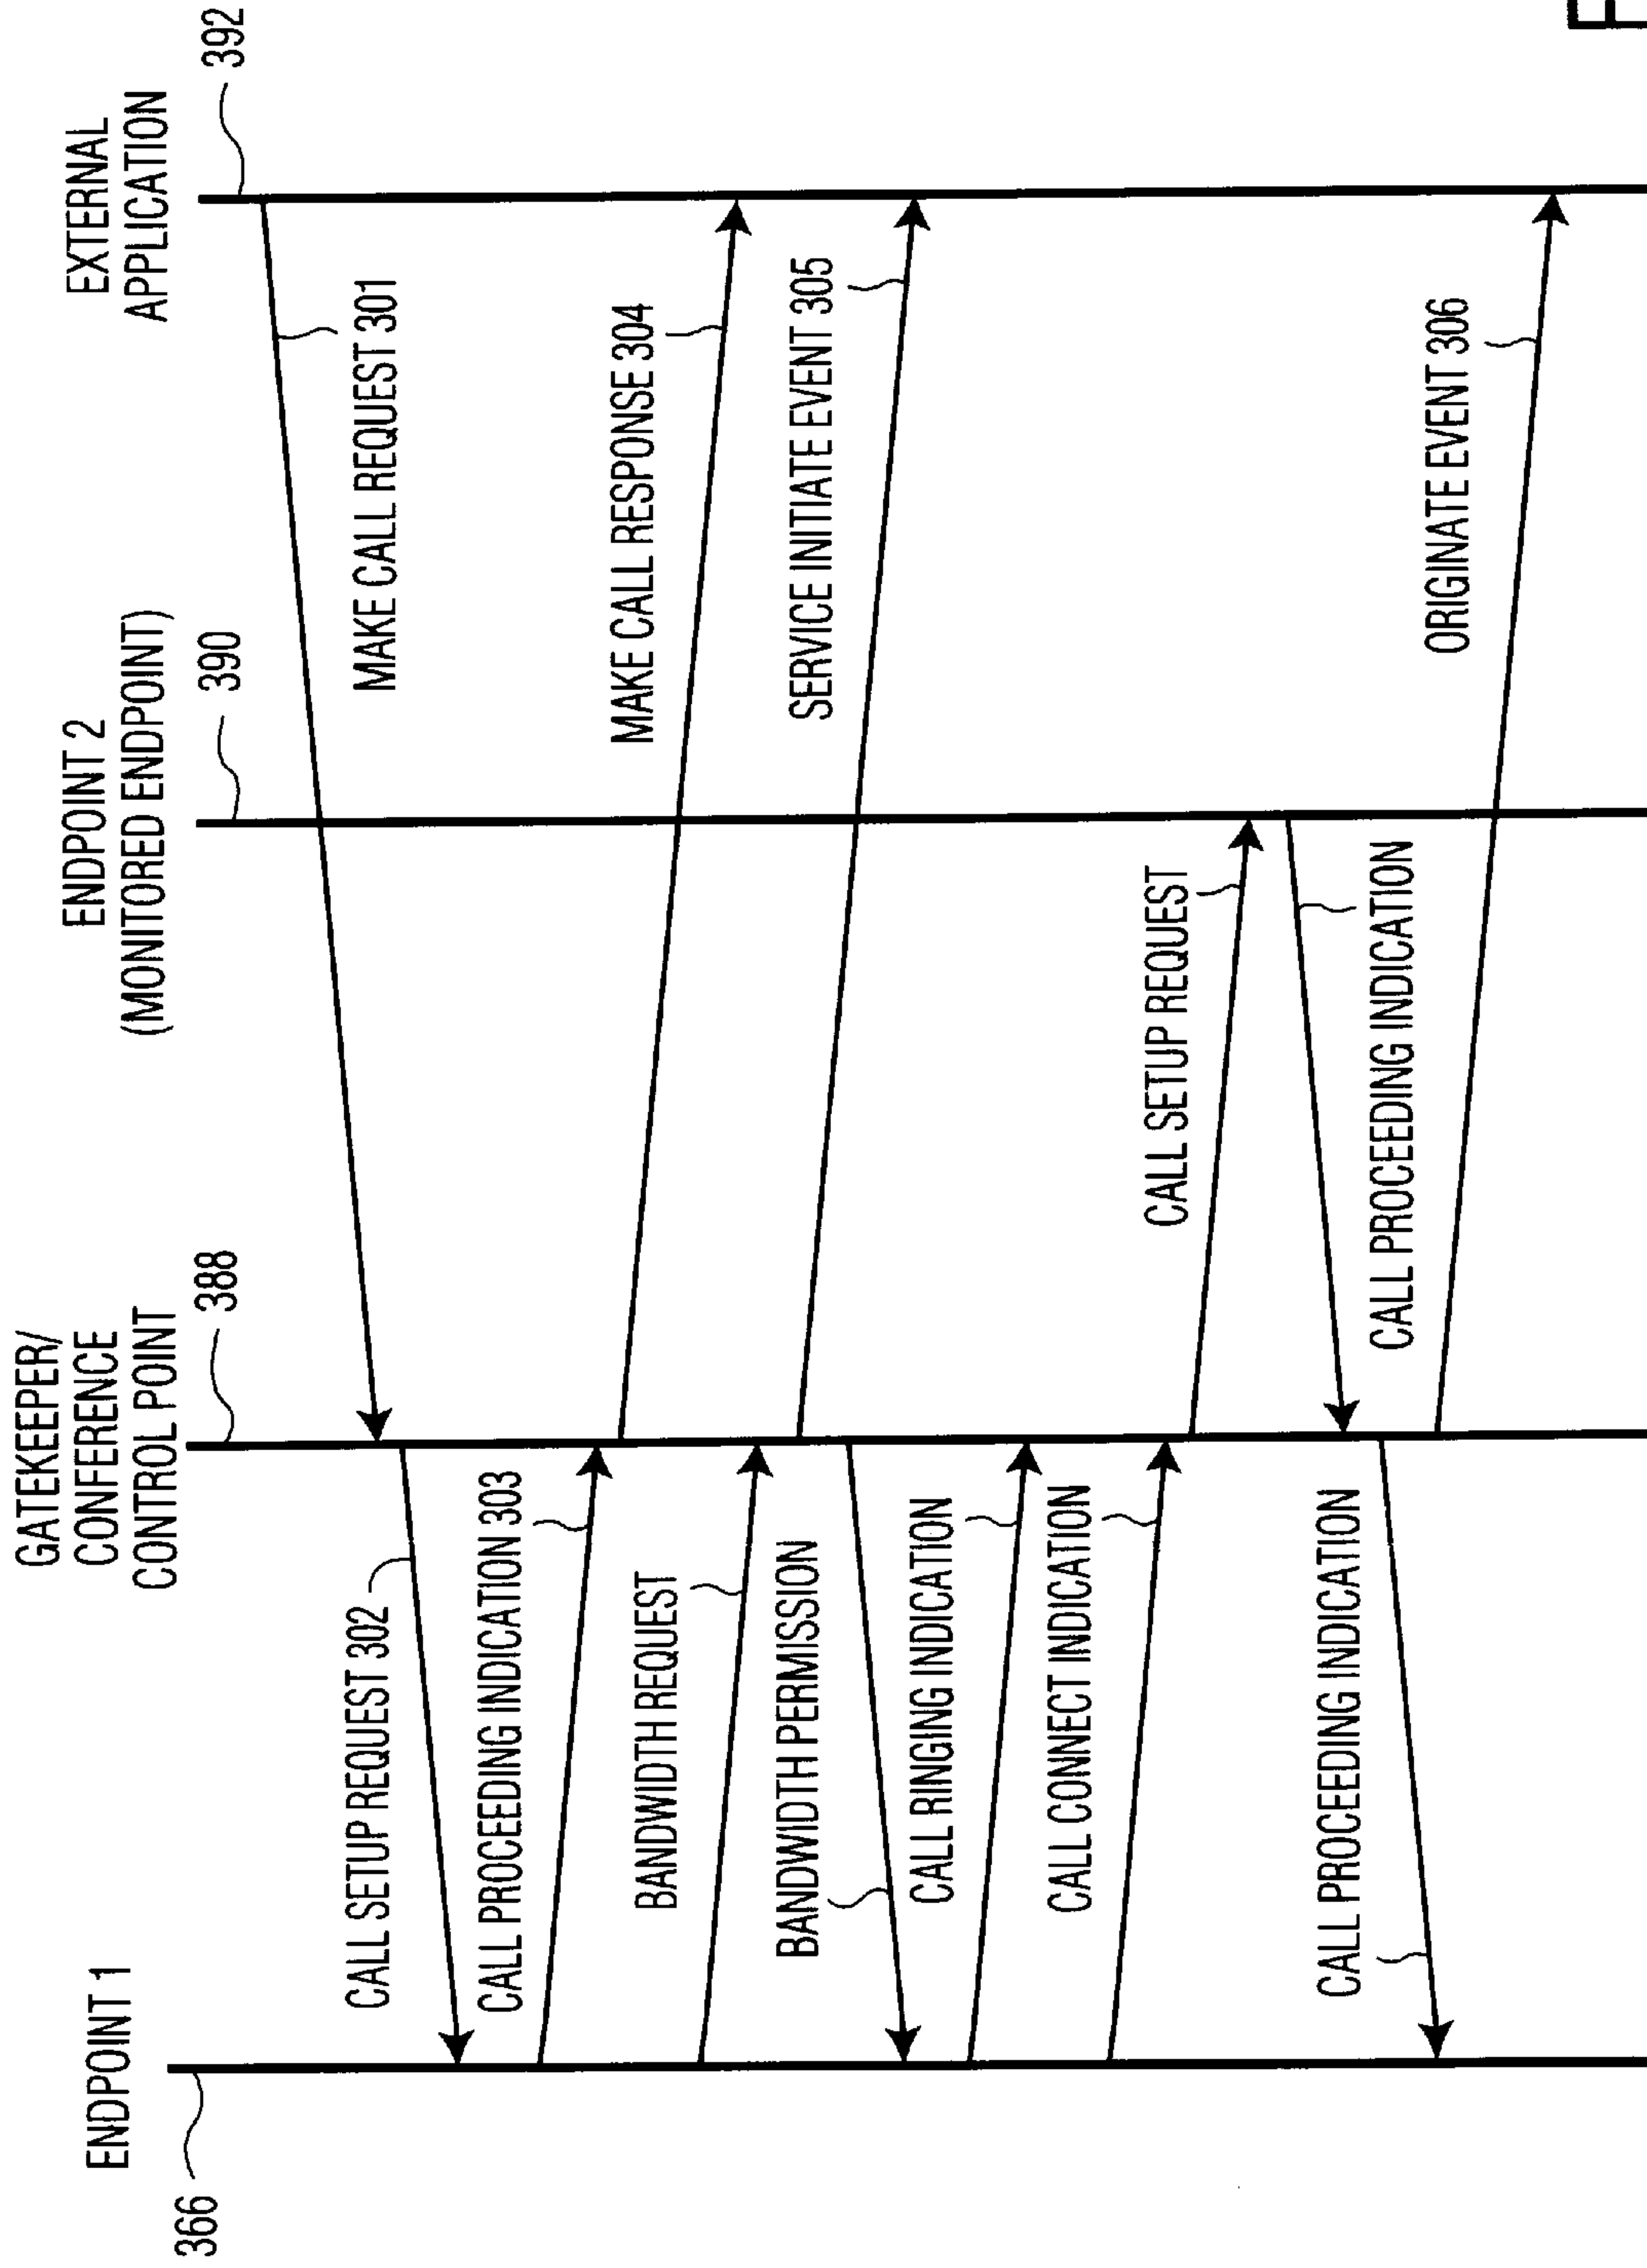 ENDPOINT 1
366
GATEKEEPER/
CONFERENCE
CONTROL POINT
388
ENDPOINT 2
(MONITORED ENDPOINT)
390
EXTERNAL
APPLICATION
392
MAKE CALL REQUEST 301
CALL SETUP REQUEST 302
CALL PROCEEDING INDICATION 303
MAKE CALL RESPONSE 304
BANDWIDTH REQUEST
SERVICE INITIATE EVENT 305
BANDWIDTH PERMISSION
CALL RINGING INDICATION
CALL CONNECT INDICATION
CALL SETUP REQUEST
CALL PROCEEDING INDICATION
CALL PROCEEDING INDICATION
ORIGINATE EVENT 306